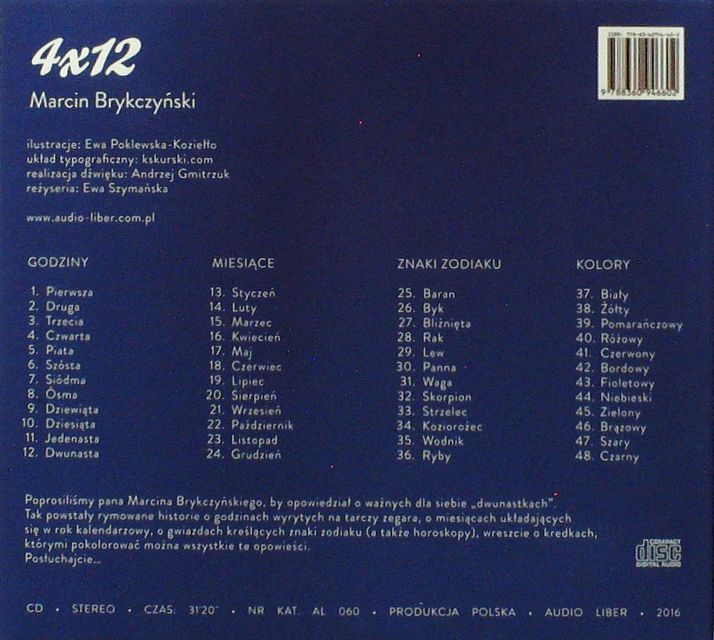 4x12
ISBN: 978-83-60946-60-2
Marcin Brykczyński
9 788360 946602
ilustracje: Ewa Poklewska-Koziełło
układ typograficzny: kskurski.com
realizacja dźwięku: Andrzej Gmitrzuk
reżyseria: Ewa Szymańska
www.audio-liber.com.pl
GODZINY
1. Pierwsza
2. Druga
3. Trzecia
4. Czwarta
5. Piąta
6. Szósta
7. Siódma
8. Ósma
9. Dziewiąta
10. Dziesiąta
11. Jedenasta
12. Dwunasta
MIESIĄCE
13. Styczeń
14. Luty
15. Marzec
16. Kwiecień
17. Maj
18. Czerwiec
19. Lipiec
20. Sierpień
21. Wrzesień
22. Październik
23. Listopad
24. Grudzień
ZNAKI ZODIAKU
25. Baran
26. Byk
27. Bliźnięta
28. Rak
29. Lew
30. Panna
31. Waga
32. Skorpion
33. Strzelec
34. Koziorożec
35. Wodnik
36. Ryby
KOLORY
37. Biały
38. Żółty
39. Pomarańczowy
40. Różowy
41. Czerwony
42. Bordowy
43. Fioletowy
44. Niebieski
45. Zielony
46. Brązowy
47. Szary
48. Czarny
Poprosiliśmy pana Marcina Brykczyńskiego, by opowiedział o ważnych dla siebie „dwunastkach”.
Tak powstały rymowane historie o godzinach wyrytych na tarczy zegara, o miesiącach układających
się w rok kalendarzowy, o gwiazdach kreślących znaki zodiaku (a także horoskopy), wreszcie o kredkach,
którymi pokolorować można wszystkie te opowieści.
Posłuchajcie...
COMPACT
disc
DIGITAL AUDIO
CD • STEREO • CZAS: 31'20" • NR KAT. AL 060 • PRODUKCJA POLSKA • AUDIO LIBER • 2016